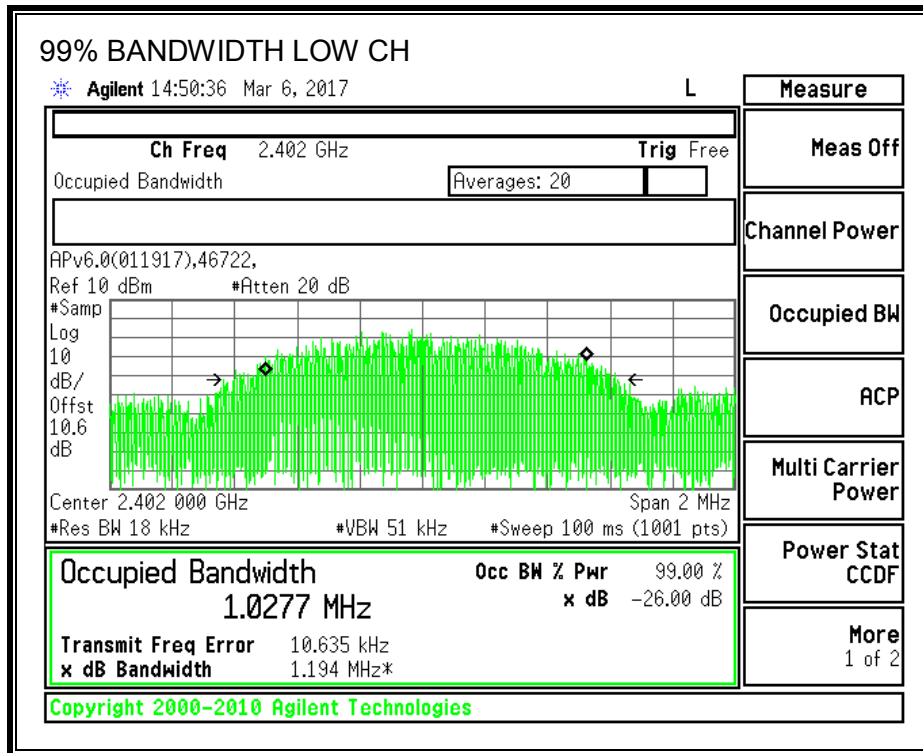 99% BANDWIDTH LOW CH
Agilent 14:50:36 Mar 6, 2017 L
Measure
Meas Off
Channel Power
Occupied BW
ACP
Multi Carrier
Power
Power Stat
CCDF
More
1 of 2
Ch Freq 2.402 GHz Trig Free
Occupied Bandwidth Averages: 20
APv6.0(011917),46722,
Ref 10 dBm #Atten 20 dB
#Samp
Log
10
dB/
Offst
10.6
dB
Center 2.402 000 GHz Span 2 MHz
#Res BW 18 kHz #VBW 51 kHz #Sweep 100 ms (1001 pts)
Occupied Bandwidth Occ BW % Pwr 99.00 %
1.0277 MHz x dB -26.00 dB
Transmit Freq Error 10.635 kHz
x dB Bandwidth 1.194 MHz*
Copyright 2000-2010 Agilent Technologies